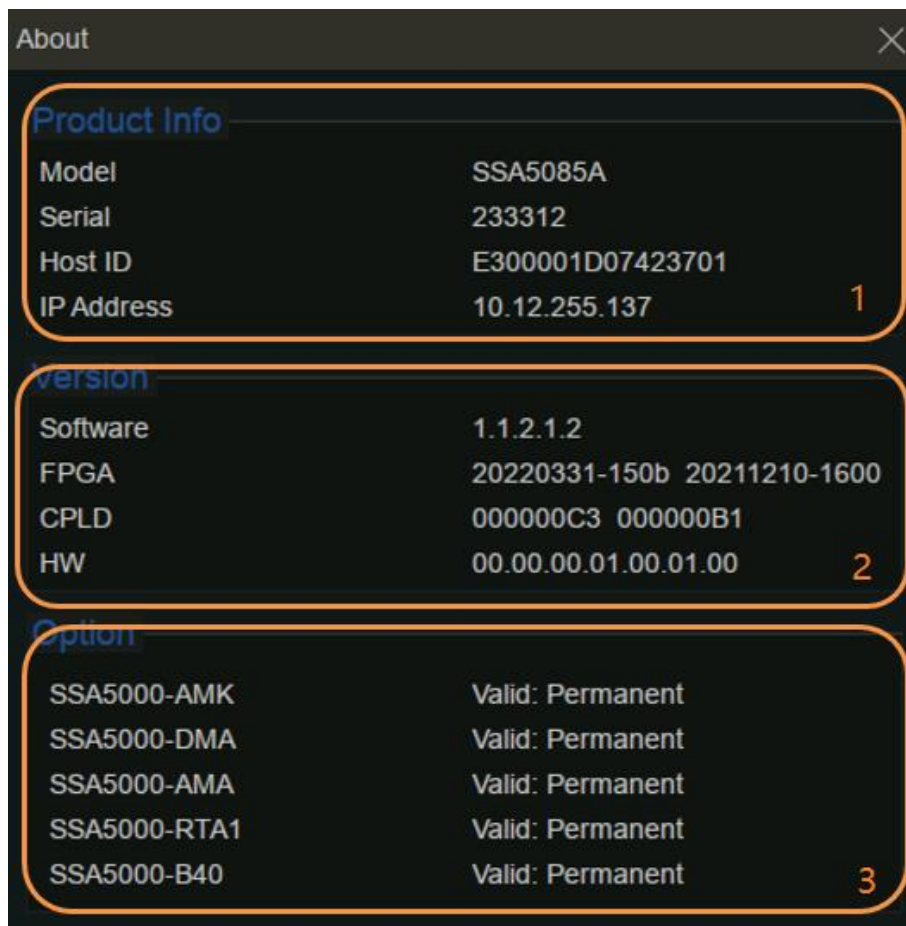 About
Product Info
Model SSA5085A
Serial 233312
Host ID E300001D07423701
IP Address 10.12.255.137
1
Version
Software 1.1.2.1.2
FPGA 20220331-150b 20211210-1600
CPLD 000000C3 000000B1
HW 00.00.00.01.00.01.00
2
Option
SSA5000-AMK Valid: Permanent
SSA5000-DMA Valid: Permanent
SSA5000-AMA Valid: Permanent
SSA5000-RTA1 Valid: Permanent
SSA5000-B40 Valid: Permanent
3